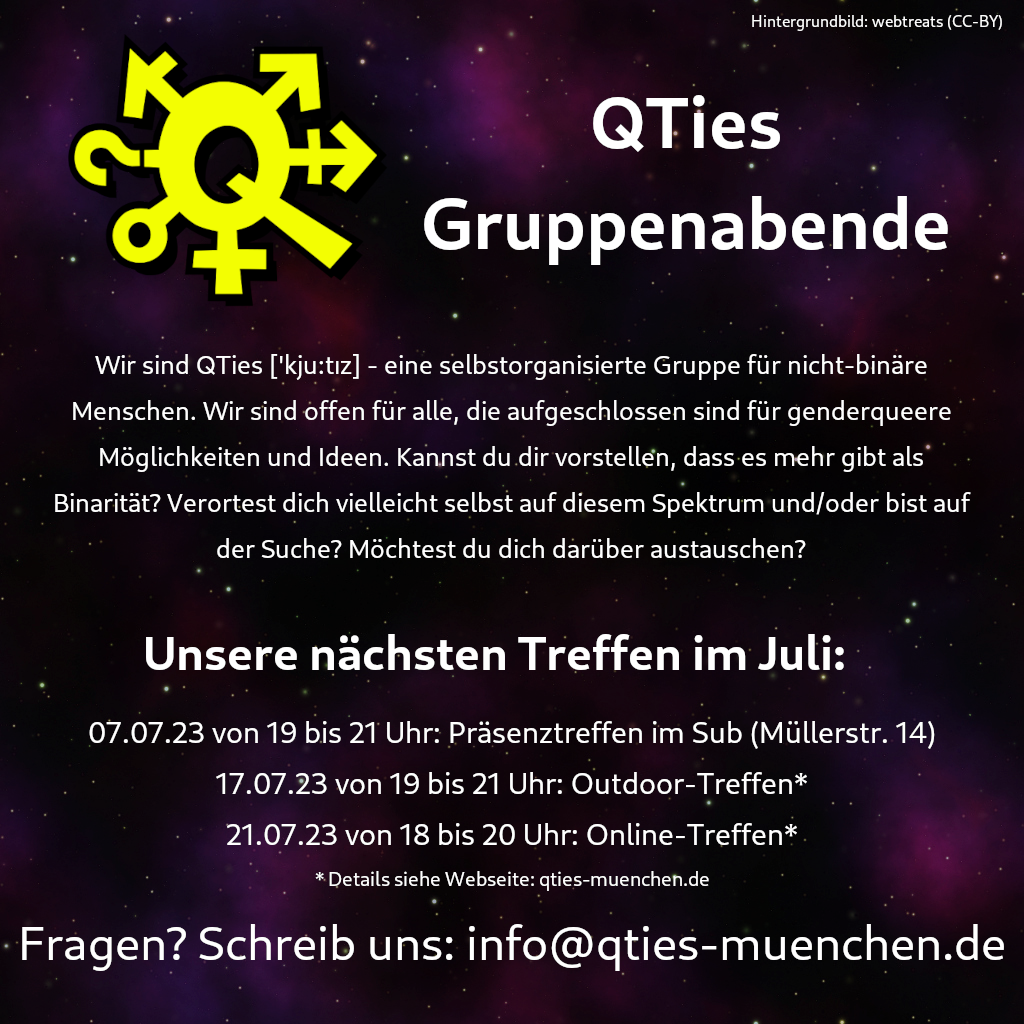 Hintergrundbild: webtreats (CC-BY)
Q
?
QTies
Gruppenabende
Wir sind QTies ['kju:tɪz] - eine selbstorganisierte Gruppe für nicht-binäre
Menschen. Wir sind offen für alle, die aufgeschlossen sind für genderqueere
Möglichkeiten und Ideen. Kannst du dir vorstellen, dass es mehr gibt als
Binarität? Verortest dich vielleicht selbst auf diesem Spektrum und/oder bist auf
der Suche? Möchtest du dich darüber austauschen?
Unsere nächsten Treffen im Juli:
07.07.23 von 19 bis 21 Uhr: Präsenztreffen im Sub (Müllerstr. 14)
17.07.23 von 19 bis 21 Uhr: Outdoor-Treffen*
21.07.23 von 18 bis 20 Uhr: Online-Treffen*
* Details siehe Webseite: qties-muenchen.de
Fragen? Schreib uns: info@qties-muenchen.de